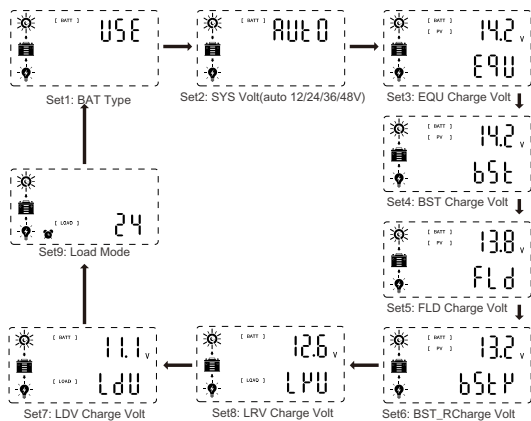 [ BATT ]
USE
Set1: BAT Type
[ BATT ]
AUtO
Set2: SYS Volt(auto 12/24/36/48V)
[ BATT ]
[ PV ]
14.2 V
E9U
Set3: EQU Charge Volt
[ BATT ]
[ PV ]
14.2 V
bSt
Set4: BST Charge Volt
[ BATT ]
[ PV ]
13.8 V
FLd
Set5: FLD Charge Volt
[ BATT ]
[ PV ]
13.2 V
bStr
Set6: BST_RCharge Volt
[ BATT ]
12.6 V
[ LOAD ]
LrU
Set8: LRV Charge Volt
[ BATT ]
11.1 V
[ LOAD ]
LdU
Set7: LDV Charge Volt
[ LOAD ]
24
Set9: Load Mode